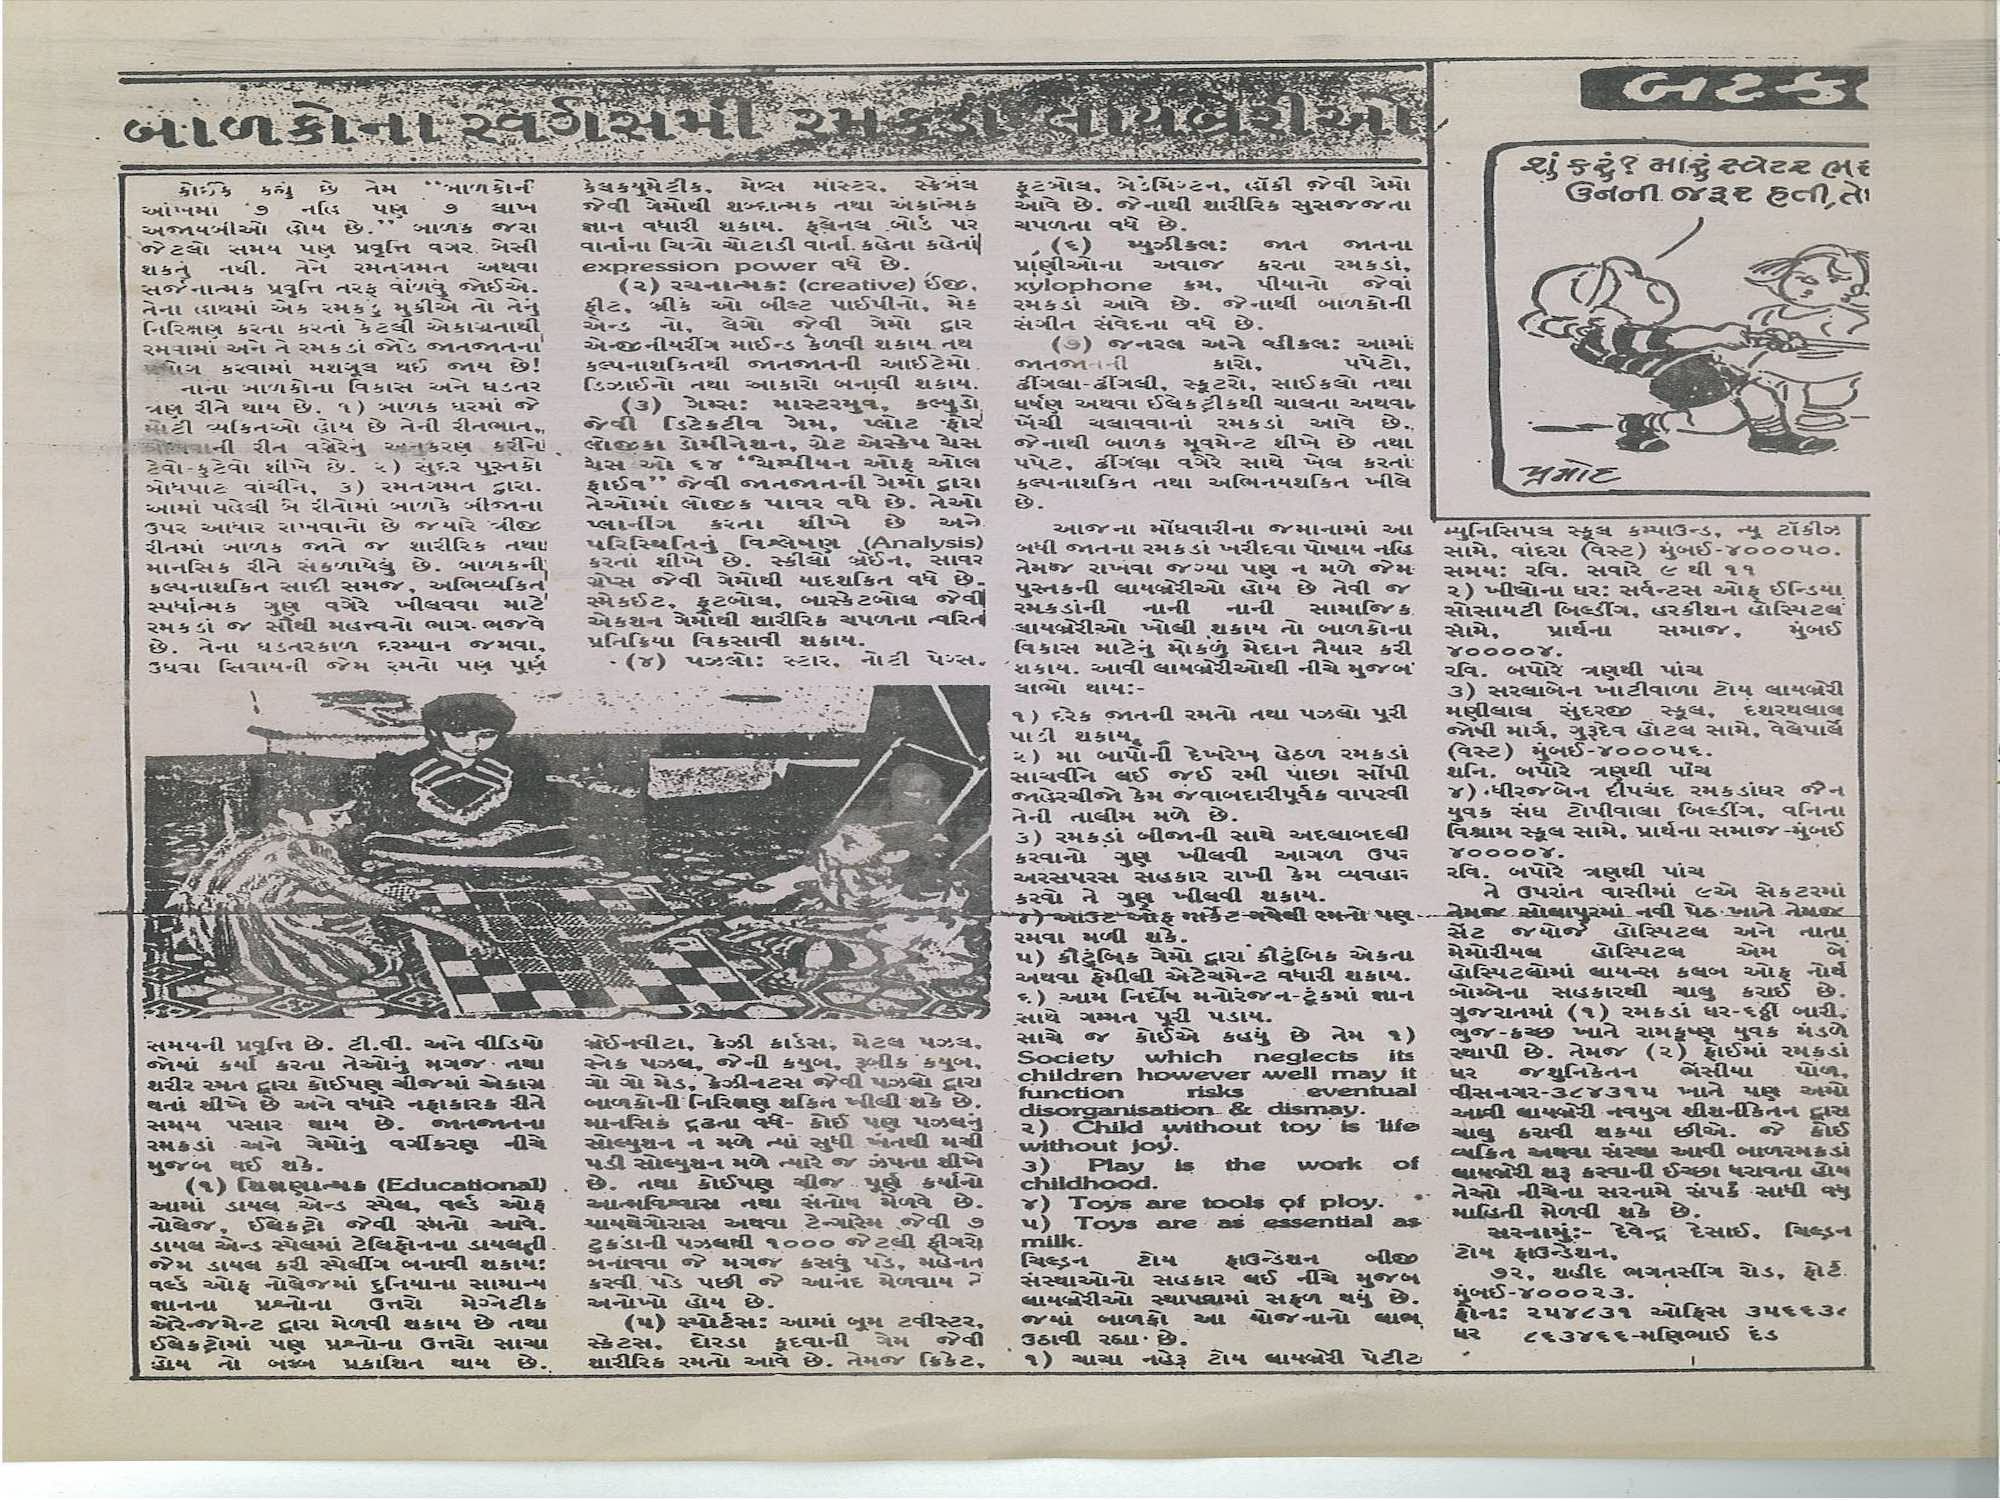 બાળકોના સ્વર્ગસમી રમકડાં લાયબ્રેરીઓ
કોઈકે કહ્યું છે તેમ "બાળકોની
આંખમાં ૭ નહિ પણ ૭ લાખ
અજાયબીઓ હોય છે." બાળક જરા
જેટલો સમય પણ પ્રવૃત્તિ વગર બેસી
શકતું નથી. તેને રમતગમત અથવા
સર્જનાત્મક પ્રવૃત્તિ તરફ વાળવું જોઈએ.
તેના હાથમાં એક રમકડું મુકીએ તો તેનું
નિરિક્ષણ કરતા કરતાં કેટલી એકાગ્રતાથી
રમવામાં અને તે રમકડાં જોડે જાતજાતના
કરવામાં મશગૂલ થઈ જાય છે!
નાના બાળકોના વિકાસ અને ઘડતર
ત્રણ રીતે થાય છે. ૧) બાળક ઘરમાં જે
મોટી વ્યકિતઓ હોય છે તેની રીતભાત,
બોલવાની રીત વગેરેનું અનુકરણ કરીને
ટેવો-કુટેવો શીખે છે. ૨) સુંદર પુસ્તકો
બોધપાટ વાંચીને, ૩) રમતગમત દ્વારા.
આમાં પહેલી બે રીતોમાં બાળકે બીજાના
ઉપર આધાર રાખવાનો છે જયારે ત્રીજી
રીતમાં બાળક જાતે જ શારીરિક તથા
માનસિક રીતે સંકળાયેલું છે. બાળકની
કલ્પનાશકિત સાદી સમજ, અભિવ્યકિત
સ્પર્ધાત્મક ગુણ વગેરે ખીલવવા માટે
રમકડાં જ સૌથી મહત્ત્વનો ભાગ ભજવે
છે. તેના ઘડતરકાળ દરમ્યાન જમવા,
ઉંઘવા સિવાયની જેમ રમતો પણ પૂર્ણ
સમયની પ્રવૃત્તિ છે. ટી.વી. અને વીડિયો
જોયાં કર્યા કરતા તેઓનું મગજ તથા
શરીર રમત દ્વારા કોઈપણ ચીજમાં એકાગ્ર
થતાં શીખે છે અને વધારે નફાકારક રીતે
સમય પસાર થાય છે. જાતજાતના
રમકડાં અને ગેમોનું વર્ગીકરણ નીચે
મુજબ થઈ શકે.
(૧) શિક્ષણાત્મક (Educational)
આમાં ડાયલ એન્ડ સ્પેલ, વર્લ્ડ ઓફ
નોલેજ, ઈલેક્ટ્રો જેવી રમતો આવે.
ડાયલ એન્ડ સ્પેલમાં ટેલિફોનના ડાયલની
જેમ ડાયલ કરી સ્પેલીંગ બનાવી શકાય:
વર્લ્ડ ઓફ નોલેજમાં દુનિયાના સામાન્ય
જ્ઞાનના પ્રશ્નોના ઉત્તરો મેગ્નેટીક
એરેન્જમેન્ટ દ્વારા મેળવી શકાય છે તથા
ઈલેકટ્રોમાં પણ પ્રશ્નોના ઉત્તરો સાચા
હોય તો બલ્બ પ્રકાશિત થાય છે.
કેલકયુમેટીક, મેપ્સ માસ્ટર, સ્ક્રેબલ
જેવી ગેમોથી શબ્દાત્મક તથા અંકાત્મક
જ્ઞાન વધારી શકાય. ફલેનલ બોર્ડ પર
વાર્તાના ચિત્રો ચોટાડી વાર્તા કહેતા કહેતાં
expression power વધે છે.
(૨) રચનાત્મક: (creative) ઈજી,
ફીટ, બ્રીક ઓ બીલ્ટ પાઈપીનો, મેક
એન્ડ નો, લેગો જેવી ગેમો દ્વાર
એન્જીનીયરીંગ માઈન્ડ કેળવી શકાય તથ
કલ્પનાશકિતથી જાતજાતની આઈટેમો
ડિઝાઈનો તથા આકારો બનાવી શકાય.
(૩) ગેમ્સ: માસ્ટરમુવ, કલ્યુડો
જેવી ડિટેકટીવ ગેમ, પ્લોટ ફોર
લોજીકા ડોમીનેશન, ગ્રેટ એસ્કેપ ચેસ
ચેસ ઓ ૬૪ "ચેમ્પીયન ઓફ ઓલ
ફાઈવ" જેવી જાતજાતની ગેમો દ્વારા
તેઓમાં લોજીક પાવર વધે છે. તેઓ
પ્લાનીંગ કરતા શીખે છે અને
પરિસ્થિતિનું વિશ્લેષણ (Analysis)
કરતા શીખે છે. સ્કીલો બ્રેઈન, સાવર
ગ્રેપ્સ જેવી ગેમોથી યાદશકિત વધે છે.
સ્મેકઈટ, ફૂટબોલ, બાસ્કેટબોલ જેવી
એકશન ગેમોથી શારીરિક ચપળતા ત્વરિત
પ્રતિક્રિયા વિકસાવી શકાય.
(૪) પઝલો: સ્ટાર, નોટી પેગ્સ.
બ્રેઈનવીટા, ક્રેઝી કાર્ડસ, મેટલ પઝલ,
સ્નેક પઝલ, જેની કયુબ, રૂબીક કયુબ,
ગો ગો મેડ, ક્રેઝીનટસ જેવી પઝલો દ્વારા
બાળકોની નિરિક્ષણ શકિત ખીલી શકે છે.
માનસિક દ્રઢતા વધે- કોઈ પણ પઝલનું
સોલ્યુશન ન મળે ત્યાં સુધી ખંતથી મચી
પડી સોલ્યુશન મળે ત્યારે જ ઝંપતા શીખે
છે. તથા કોઈપણ ચીજ પૂર્ણ કર્યાનો
આત્મવિશ્વાસ તથા સંતોષ મેળવે છે.
પાયથેગોરાસ અથવા ટેન્ગારેમ જેવી ૭
ટુકડાની પઝલથી ૧૦૦૦ જેટલી ફીગરો
બનાવવા જે મગજ કસવું પડે, મહેનત
કરવી પડે પછી જે આનંદ મેળવાય તે
અનોખો હોય છે.
(૫) સ્પોર્ટસ: આમાં બૂમ ટવીસ્ટર,
સ્કેટસ, દોરડા કૂદવાની ગેમ જેવી
શારીરિક રમતો આવે છે. તેમજ ક્રિકેટ,
ફૂટબોલ, બેડમિન્ટન, હોકી જેવી ગેમો
આવે છે. જેનાથી શારીરિક સુસજજતા
ચપળતા વધે છે.
(૬) મ્યુઝીકલ: જાત જાતના
પ્રાણીઓના અવાજ કરતા રમકડાં,
xylophone ડ્રમ, પીયાનો જેવાં
રમકડાં આવે છે. જેનાથી બાળકોની
સંગીત સંવેદના વધે છે.
(૭) જનરલ અને વ્હીકલ: આમાં
જાતજાતની કારો, પપેટો,
ઢીંગલા-ઢીંગલી, સ્કૂટરો, સાઈકલો તથા
ઘર્ષણ અથવા ઈલેકટ્રીકથી ચાલતા અથવા
ખેંચી ચલાવવાનાં રમકડાં આવે છે.
જેનાથી બાળક મૂવમેન્ટ શીખે છે તથા
પપેટ, ઢીંગલા વગેરે સાથે ખેલ કરતાં
કલ્પનાશકિત તથા અભિનયશકિત ખીલે
છે.
આજના મોંઘવારીના જમાનામાં આ
બધી જાતના રમકડાં ખરીદવા પોષાય નહિ
તેમજ રાખવા જગ્યા પણ ન મળે જેમ
પુસ્તકની લાયબ્રેરીઓ હોય છે તેવી જ
રમકડાંની નાની નાની સામાજિક
લાયબ્રેરીઓ ખોલી શકાય તો બાળકોના
વિકાસ માટેનું મોકળું મેદાન તૈયાર કરી
શકાય. આવી લાયબ્રેરીઓથી નીચે મુજબ
લાભો થાય:-
૧) દરેક જાતની રમતો તથા પઝલો પૂરી
પાડી શકાય.
૨) મા બાપોની દેખરેખ હેઠળ રમકડાં
સાચવીને લઈ જઈ રમી પાછા સોંપી
જાહેરચીજો કેમ જવાબદારીપૂર્વક વાપરવી
તેની તાલીમ મળે છે.
૩) રમકડાં બીજાની સાથે અદલાબદલી
કરવાનો ગુણ ખીલવી આગળ ઉપર
અરસપરસ સહકાર રાખી કેમ વ્યવહાર
કરવો તે ગુણ ખીલવી શકાય.
૪) આઉટ ઓફ માર્કેટ ગયેલી રમતો પણ
રમવા મળી શકે.
૫) કૌટુંબિક ગેમો દ્વારા કૌટુંબિક એકતા
અથવા ફેમીલી એટેચમેન્ટ વધારી શકાય.
૬) આમ નિર્દોષ મનોરંજન-ટૂંકમાં જ્ઞાન
સાથે ગમ્મત પૂરી પડાય.
સાચે જ કોઈએ કહયું છે તેમ ૧)
Society which neglects its
children however well may it
function risks eventual
disorganisation & dismay.
૨) Child without toy is life
without joy.
૩) Play is the work of
childhood.
૪) Toys are tools of ploy.
૫) Toys are as essential as
milk.
ચિલ્ડ્રન ટોય ફાઉન્ડેશન બીજી
સંસ્થાઓનો સહકાર લઈ નીચે મુજબ
લાયબ્રેરીઓ સ્થાપવામાં સફળ થયું છે.
જયાં બાળકો આ યોજનાનો લાભ
ઉઠાવી રહ્યા છે.
૧) ચાચા નહેરૂ ટોય લાયબ્રેરી પેટીટ
બટક
શું કરું? મારું સ્વેટર ભર
ઉનની જરૂર હતી, તે
પ્રમોદ
મ્યુનિસિપલ સ્કૂલ કમ્પાઉન્ડ, ન્યૂ ટૉકીઝ
સામે, વાંદરા (વેસ્ટ) મુંબઈ-૪૦૦૦૫૦.
સમય: રવિ. સવારે ૯ થી ૧૧
૨) ખીલોના ઘર: સર્વન્ટસ ઓફ ઈન્ડિયા
સોસાયટી બિલ્ડીંગ, હરકીશન હોસ્પિટલ
સામે, પ્રાર્થના સમાજ, મુંબઈ
૪૦૦૦૦૪.
રવિ. બપોરે ત્રણથી પાંચ
૩) સરલાબેન ખાટીવાળા ટોય લાયબ્રેરી
મણીલાલ સુંદરજી સ્કૂલ, દશરથલાલ
જોષી માર્ગ, ગુરૂદેવ હોટલ સામે, વેલેપાર્લે
(વેસ્ટ) મુંબઈ-૪૦૦૦૫૬.
શનિ. બપોરે ત્રણથી પાંચ
૪) ધીરજબેન દીપચંદ રમકડાંઘર જૈન
યુવક સંઘ ટોપીવાલા બિલ્ડીંગ, વનિતા
વિશ્રામ સ્કૂલ સામે, પ્રાર્થના સમાજ-મુંબઈ
૪૦૦૦૦૪.
રવિ. બપોરે ત્રણથી પાંચ
તે ઉપરાંત વાસીમાં ૯એ સેકટરમાં
તેમજ સોલાપુરમાં નવી પેઠ ખાતે તેમજ
સેંટ જયોર્જ હોસ્પિટલ અને તાતા
મેમોરીયલ હોસ્પિટલ એમ બે
હોસ્પિટલોમાં લાયન્સ કલબ ઓફ નોર્થ
બોમ્બેના સહકારથી ચાલુ કરાઈ છે.
ગુજરાતમાં (૧) રમકડાં ઘર-છઠ્ઠી બારી,
ભુજ-કચ્છ ખાતે રામકૃષ્ણ યુવક મંડળે
સ્થાપી છે. તેમજ (૨) ફાઈમાં રમકડાં
ઘર જશુનિકેતન ભેંસીયા પોળ,
વીસનગર-૩૮૪૩૧૫ ખાતે પણ અમો
આવી લાયબ્રેરી નવયુગ શીશુનિકેતન દ્વારા
ચાલુ કરાવી શકયા છીએ. જે કોઈ
વ્યકિત અથવા સંસ્થા આવી બાળરમકડાં
લાયબ્રેરી શરૂ કરવાની ઈચ્છા ધરાવતા હોય
તેઓ નીચેના સરનામે સંપર્ક સાધી વધુ
માહિતી મેળવી શકે છે.
સરનામું:- દેવેન્દ્ર દેસાઈ, ચિલ્ડ્રન
ટોય ફાઉન્ડેશન,
૭૨, શહીદ ભગતસીંગ રોડ, ફોર્ટ
મુંબઈ-૪૦૦૦૨૩.
ફોન: ૨૫૪૮૩૧ ઓફિસ ૩૫૬૬૩૯
ઘર ૮૬૩૪૬૬-મણિભાઈ દંડ